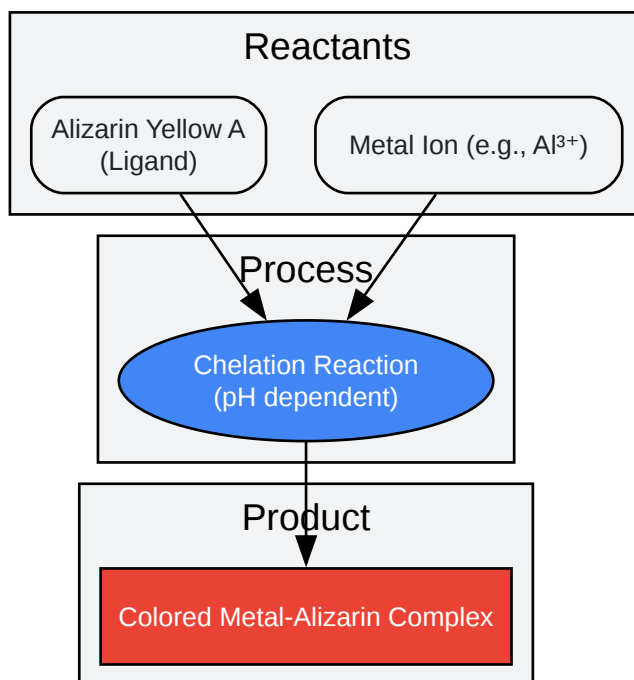 Reactants
Alizarin Yellow A
(Ligand)
Metal Ion (e.g., Al³⁺)
Process
Chelation Reaction
(pH dependent)
Product
Colored Metal-Alizarin Complex